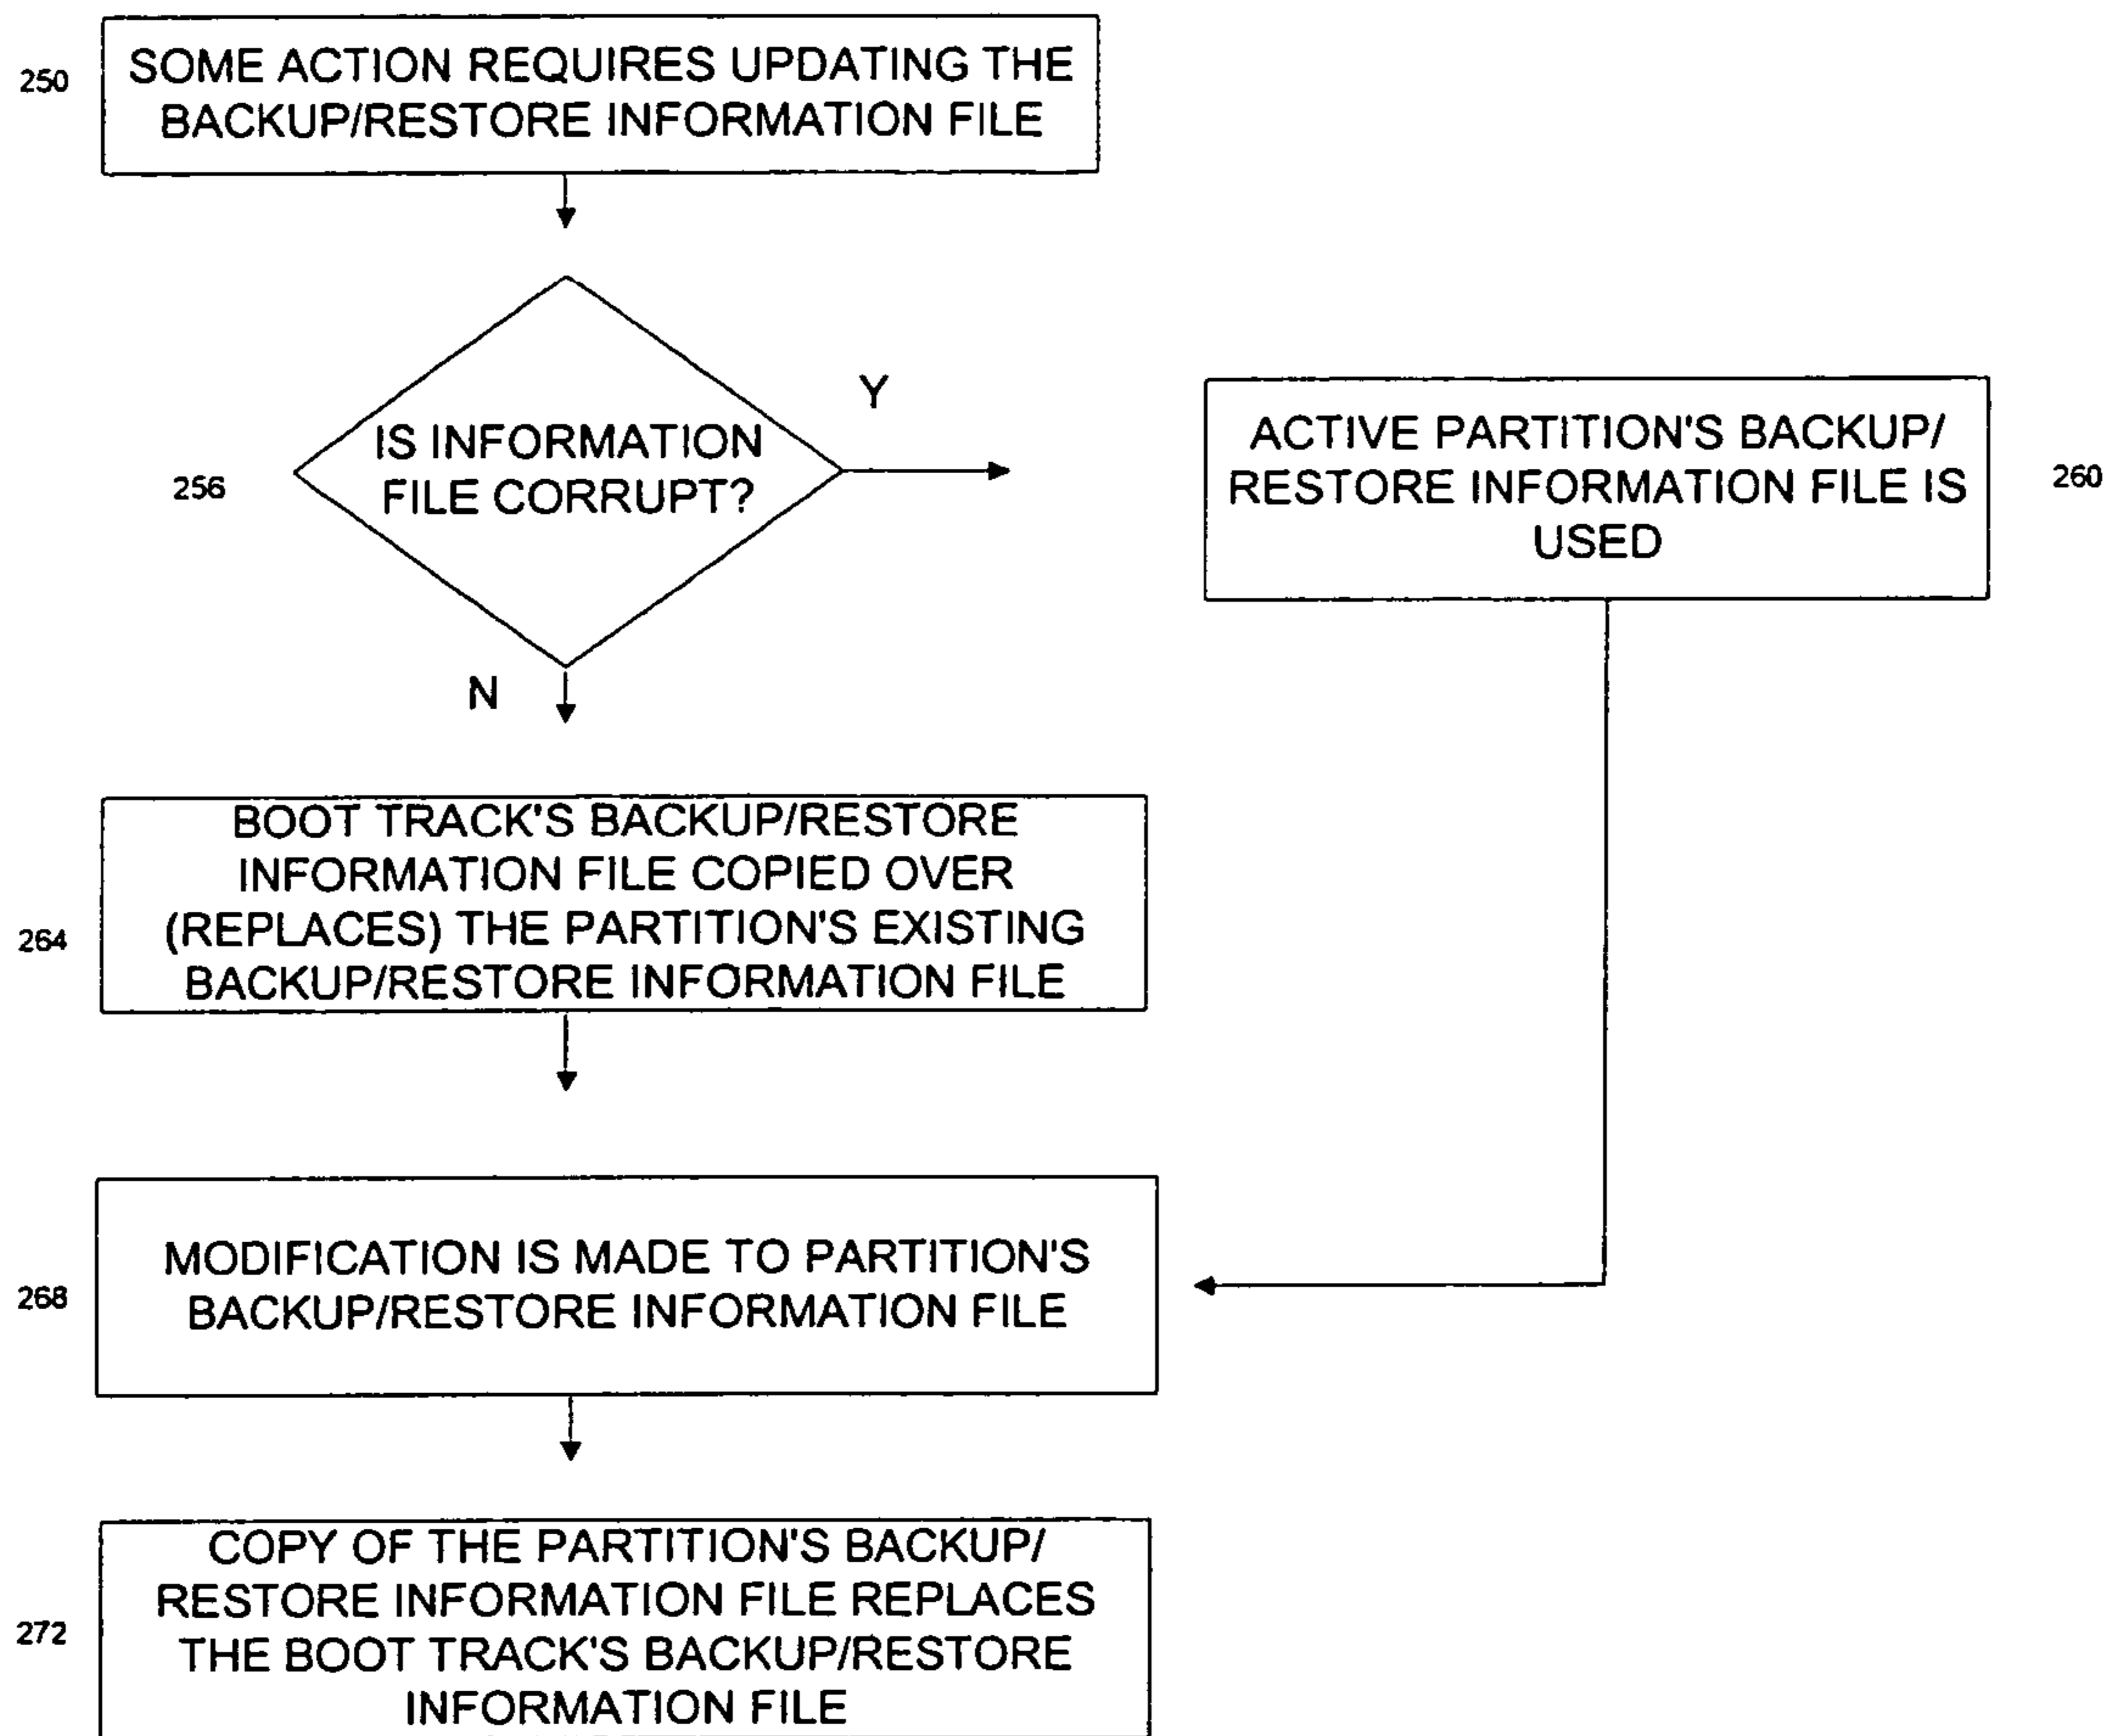 250
SOME ACTION REQUIRES UPDATING THE
BACKUP/RESTORE INFORMATION FILE
256
IS INFORMATION
FILE CORRUPT?
Y
ACTIVE PARTITION'S BACKUP/
RESTORE INFORMATION FILE IS
USED
260
N
264
BOOT TRACK'S BACKUP/RESTORE
INFORMATION FILE COPIED OVER
(REPLACES) THE PARTITION'S EXISTING
BACKUP/RESTORE INFORMATION FILE
268
MODIFICATION IS MADE TO PARTITION'S
BACKUP/RESTORE INFORMATION FILE
272
COPY OF THE PARTITION'S BACKUP/
RESTORE INFORMATION FILE REPLACES
THE BOOT TRACK'S BACKUP/RESTORE
INFORMATION FILE